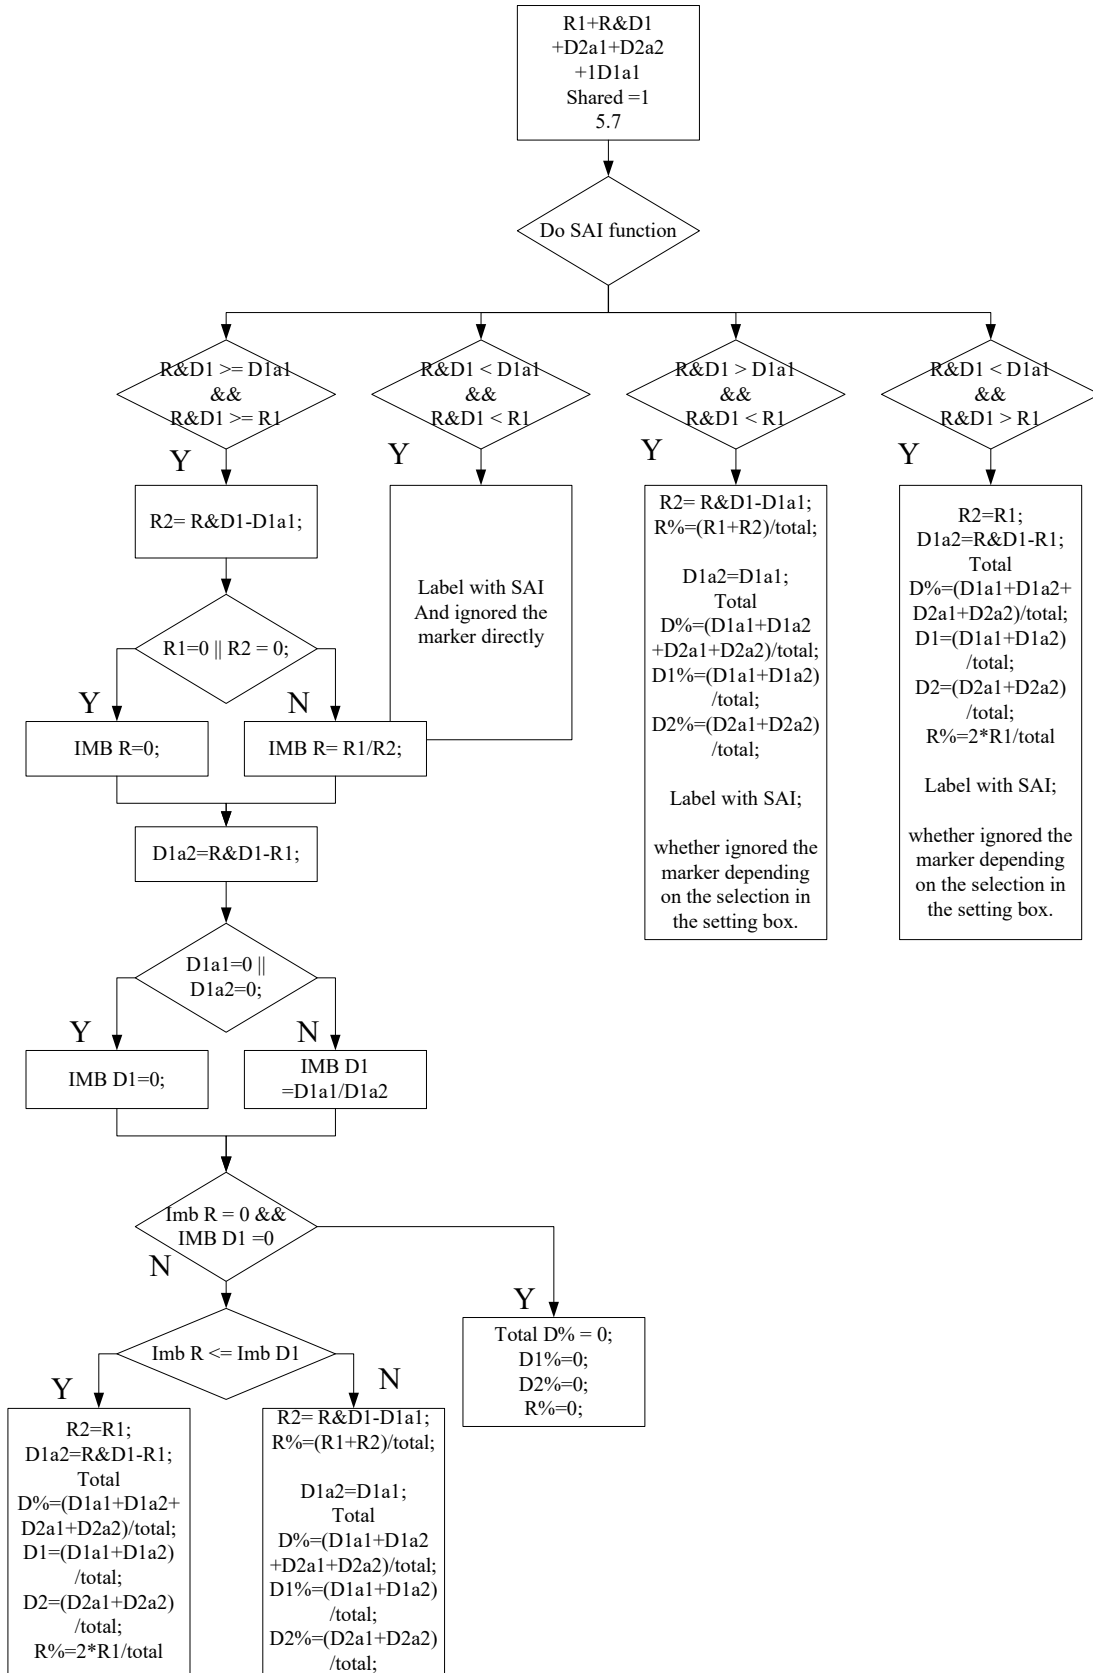 R1+R&D1
+D2a1+D2a2
+1D1a1
Shared =1
5.7
Do SAI function
R&D1 >= D1a1
&&
R&D1 >= R1
R&D1 < D1a1
&&
R&D1 < R1
R&D1 > D1a1
&&
R&D1 < R1
R&D1 < D1a1
&&
R&D1 > R1
Y
Y
Y
Y
R2= R&D1-D1a1;
Label with SAI
And ignored the
marker directly
R2= R&D1-D1a1;
R%=(R1+R2)/total;
D1a2=D1a1;
Total
D%=(D1a1+D1a2
+D2a1+D2a2)/total;
D1%=(D1a1+D1a2)
/total;
D2%=(D2a1+D2a2)
/total;
Label with SAI;
whether ignored the
marker depending
on the selection in
the setting box.
R2=R1;
D1a2=R&D1-R1;
Total
D%=(D1a1+D1a2+
D2a1+D2a2)/total;
D1=(D1a1+D1a2)
/total;
D2=(D2a1+D2a2)
/total;
R%=2*R1/total
Label with SAI;
whether ignored the
marker depending
on the selection in
the setting box.
R1=0 || R2 = 0;
Y
N
IMB R=0;
IMB R= R1/R2;
D1a2=R&D1-R1;
D1a1=0 ||
D1a2=0;
Y
N
IMB D1=0;
IMB D1
=D1a1/D1a2
Imb R = 0 &&
IMB D1 =0
N
Y
Total D% = 0;
D1%=0;
D2%=0;
R%=0;
Imb R <= Imb D1
Y
N
R2=R1;
D1a2=R&D1-R1;
Total
D%=(D1a1+D1a2+
D2a1+D2a2)/total;
D1=(D1a1+D1a2)
/total;
D2=(D2a1+D2a2)
/total;
R%=2*R1/total
R2= R&D1-D1a1;
R%=(R1+R2)/total;
D1a2=D1a1;
Total
D%=(D1a1+D1a2
+D2a1+D2a2)/total;
D1%=(D1a1+D1a2)
/total;
D2%=(D2a1+D2a2)
/total;